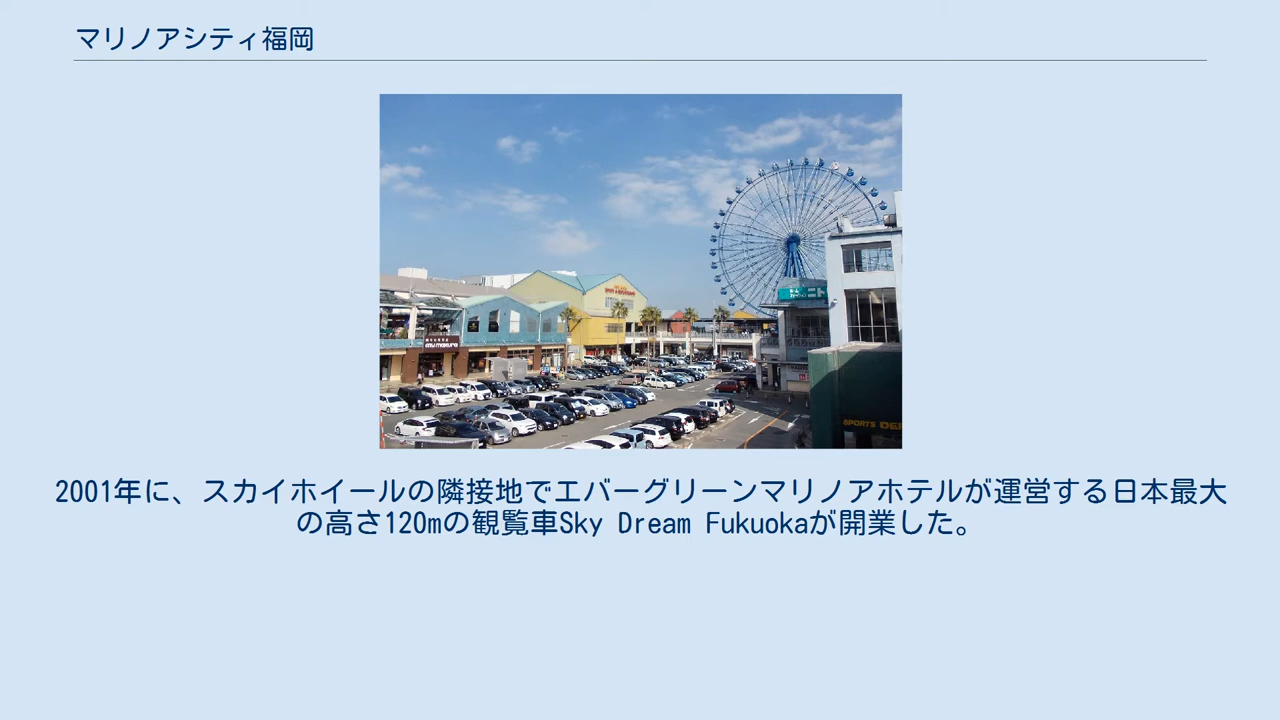 マリノアシティ福岡
SPORTS DE
2001年に、スカイホイールの隣接地でエバーグリーンマリノアホテルが運営する日本最大
の高さ120mの観覧車Sky Dream Fukuokaが開業した。